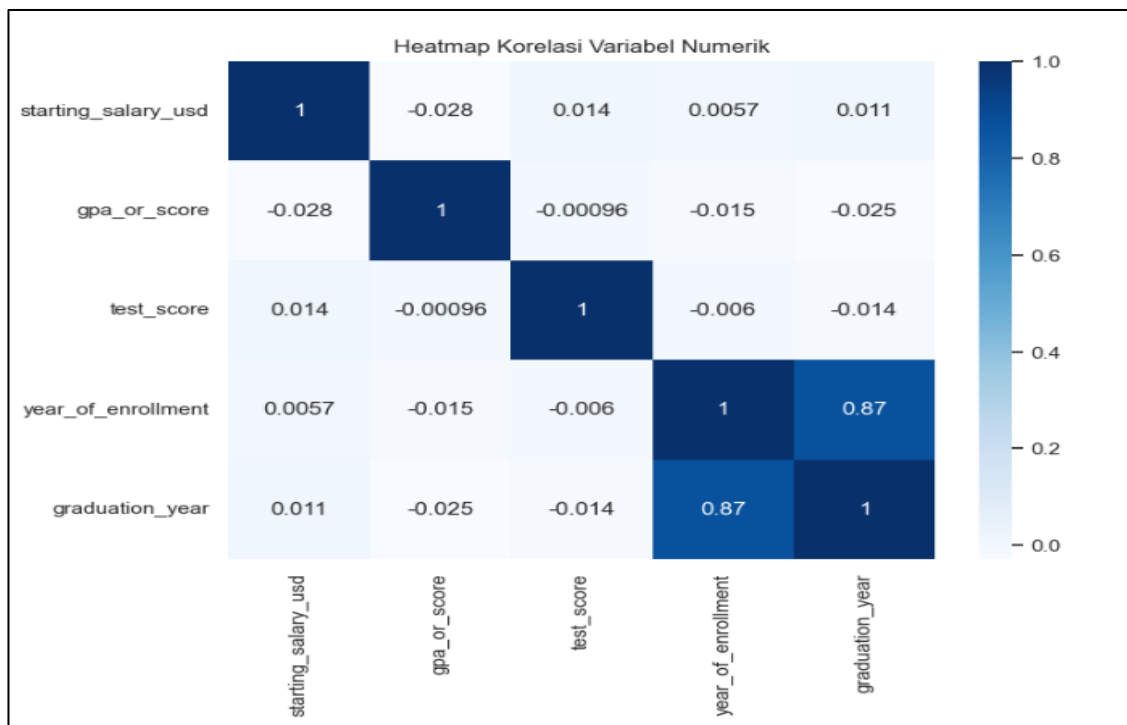 Heatmap Korelasi Variabel Numerik
starting_salary_usd 1 -0.028 0.014 0.0057 0.011
gpa_or_score -0.028 1 -0.00096 -0.015 -0.025
test_score 0.014 -0.00096 1 -0.006 -0.014
year_of_enrollment 0.0057 -0.015 -0.006 1 0.87
graduation_year 0.011 -0.025 -0.014 0.87 1
starting_salary_usd
gpa_or_score
test_score
year_of_enrollment
graduation_year
1.0
0.8
0.6
0.4
0.2
0.0